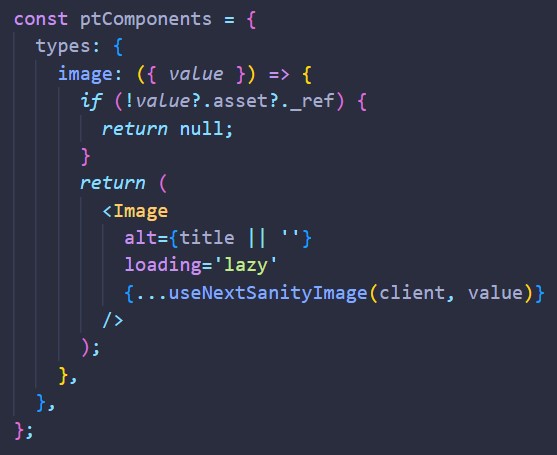 const ptComponents = {
  types: {
    image: ({ value }) => {
      if (!value?.asset?._ref) {
        return null;
      }
      return (
        <Image
          alt={title || ''}
          loading='lazy'
          {...useNextSanityImage(client, value)}
        />
      );
    },
  },
};